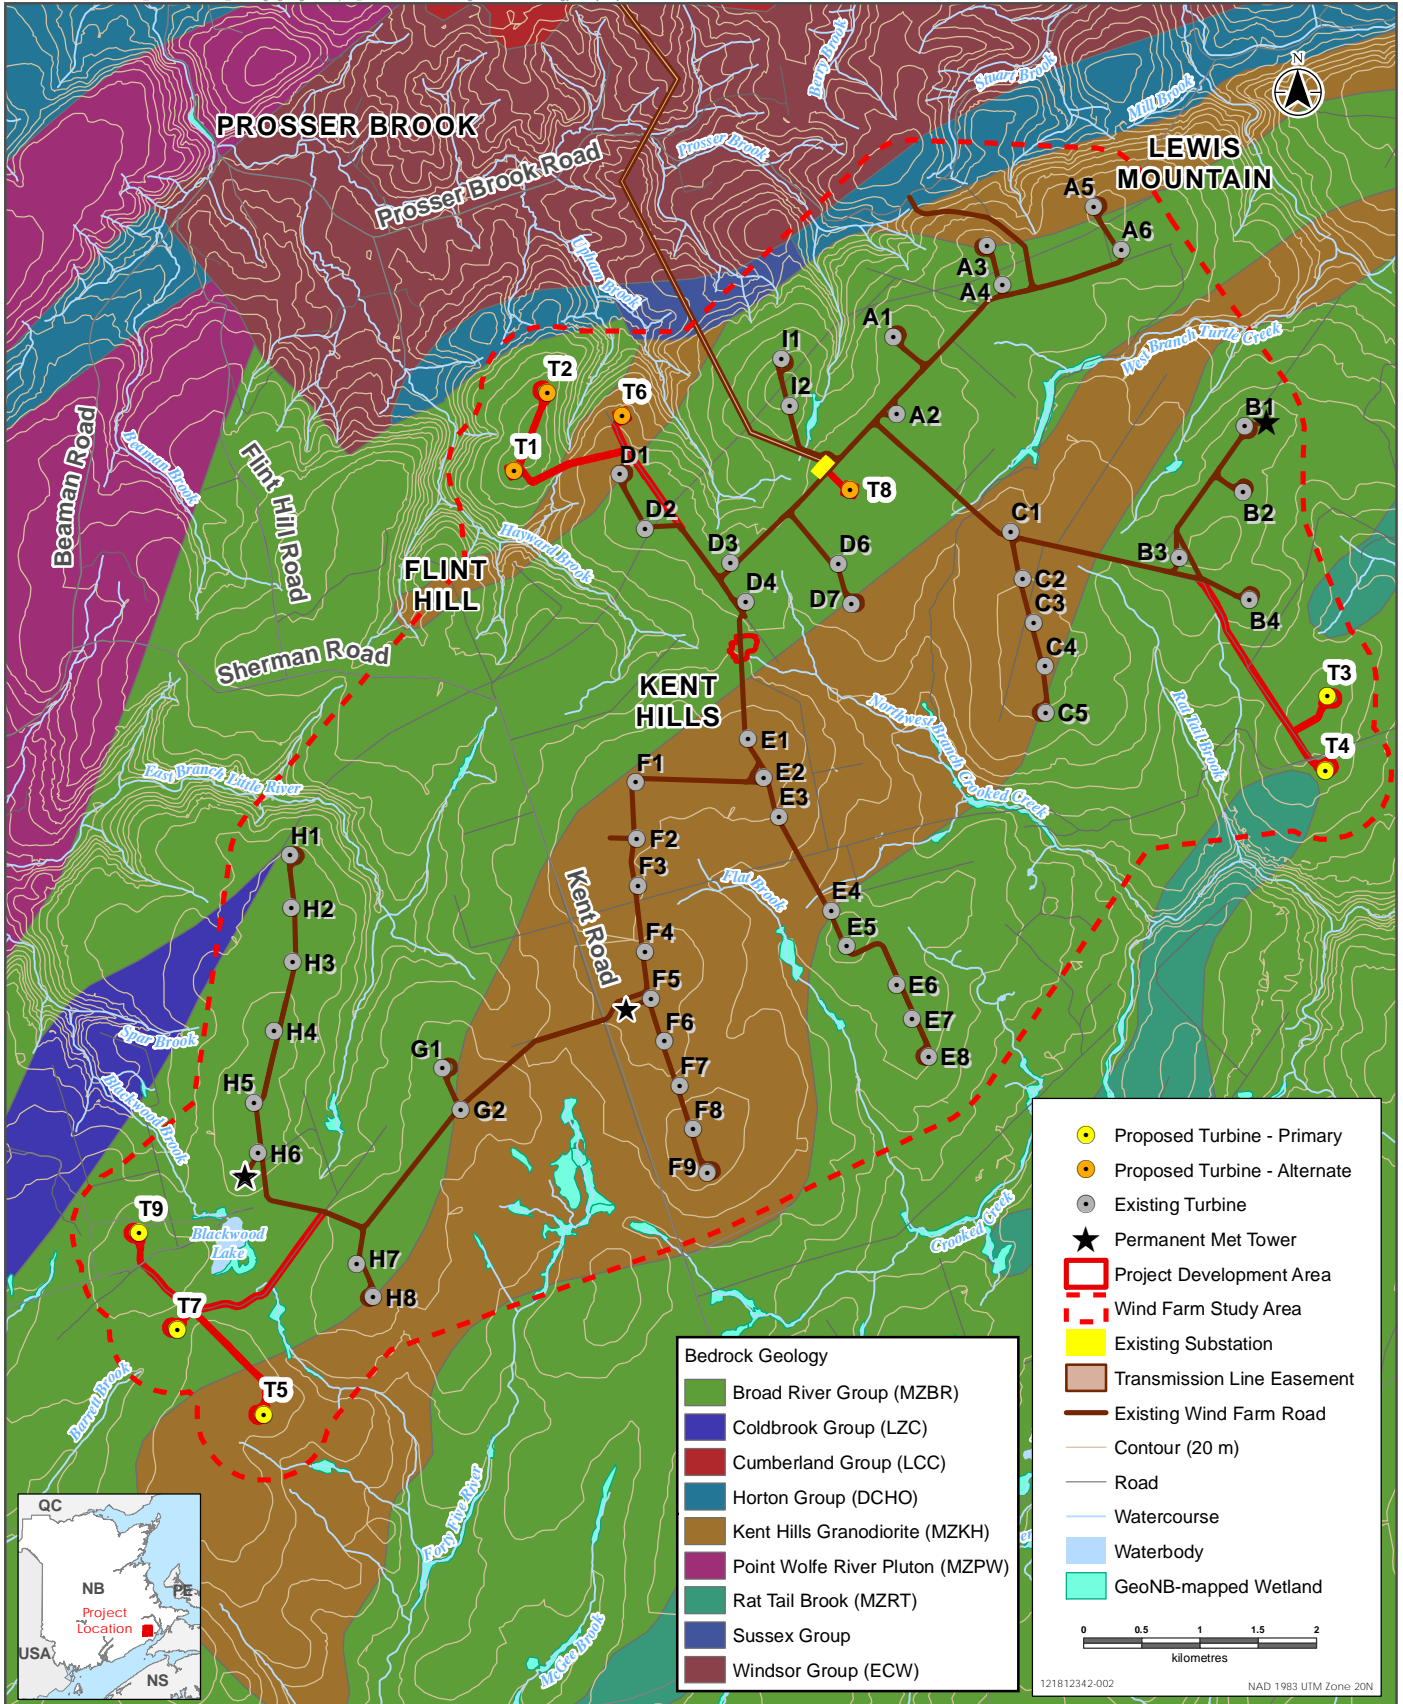 N
PROSSER BROOK
Prosser Brook Road
Prosser Brook
Berry Brook
Stuart Brook
Mill Brook
LEWIS
MOUNTAIN
A5
A6
A3
A4
Upham Brook
A1
I1
I2
A2
West Branch Turtle Creek
T2
T6
T1
D1
D2
T8
B1
B2
Beaman Road
Beaman Brook
Flint Hill Road
Hayward Brook
FLINT
HILL
D3
D4
D6
D7
C1
C2
C3
C4
C5
B3
B4
Sherman Road
KENT
HILLS
T3
T4
Rat Tail Brook
Northwest Branch Crooked Creek
East Branch Little River
E1
E2
E3
F1
F2
F3
H1
H2
H3
H4
H5
H6
Kent Road
Flat Brook
E4
E5
E6
E7
E8
F4
F5
F6
F7
F8
F9
G1
G2
Spar Brook
Blackwood Brook
T9
Blackwood
Lake
H7
H8
T7
T5
Barrett Brook
Crooked Creek
Forty Five River
McGee Brook
Proposed Turbine - Primary
Proposed Turbine - Alternate
Existing Turbine
Permanent Met Tower
Project Development Area
Wind Farm Study Area
Existing Substation
Transmission Line Easement
Existing Wind Farm Road
Contour (20 m)
Road
Watercourse
Waterbody
GeoNB-mapped Wetland
0 0.5 1 1.5 2
kilometres
121812342-002
NAD 1983 UTM Zone 20N
Bedrock Geology
Broad River Group (MZBR)
Coldbrook Group (LZC)
Cumberland Group (LCC)
Horton Group (DCHO)
Kent Hills Granodiorite (MZKH)
Point Wolfe River Pluton (MZPW)
Rat Tail Brook (MZRT)
Sussex Group
Windsor Group (ECW)
QC
NB
PE
Project
Location
USA
NS